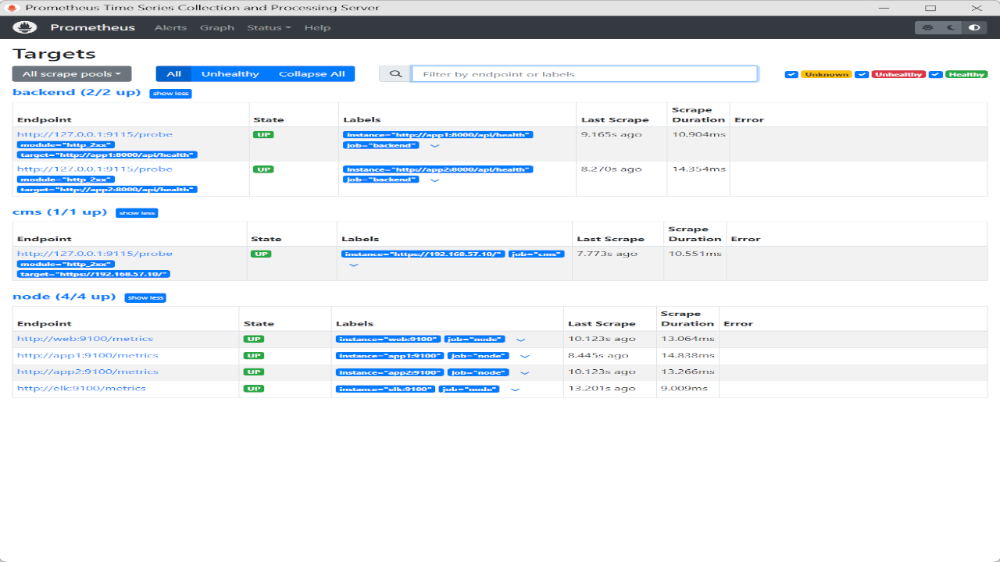 Prometheus Time Series Collection and Processing Server
Prometheus Alerts Graph Status Help
Targets
All scrape pools All Unhealthy Collapse All Filter by endpoint or labels Unknown Unhealthy Healthy
backend (2/2 up) show less
Endpoint State Labels Last Scrape Scrape Duration Error
http://127.0.0.1:9115/probe UP instance="http://app1:8000/api/health" 9.165s ago 10.904ms
module="http_2xx" job="backend"
target="http://app1:8000/api/health"
http://127.0.0.1:9115/probe UP instance="http://app2:8000/api/health" 8.270s ago 14.354ms
module="http_2xx" job="backend"
target="http://app2:8000/api/health"
cms (1/1 up) show less
Endpoint State Labels Last Scrape Scrape Duration Error
http://127.0.0.1:9115/probe UP instance="https://192.168.57.10/" job="cms" 7.773s ago 10.551ms
module="http_2xx"
target="https://192.168.57.10/"
node (4/4 up) show less
Endpoint State Labels Last Scrape Scrape Duration Error
http://web:9100/metrics UP instance="web:9100" job="node" 10.123s ago 13.064ms
http://app1:9100/metrics UP instance="app1:9100" job="node" 8.445s ago 14.838ms
http://app2:9100/metrics UP instance="app2:9100" job="node" 10.123s ago 13.266ms
http://elk:9100/metrics UP instance="elk:9100" job="node" 13.201s ago 9.009ms